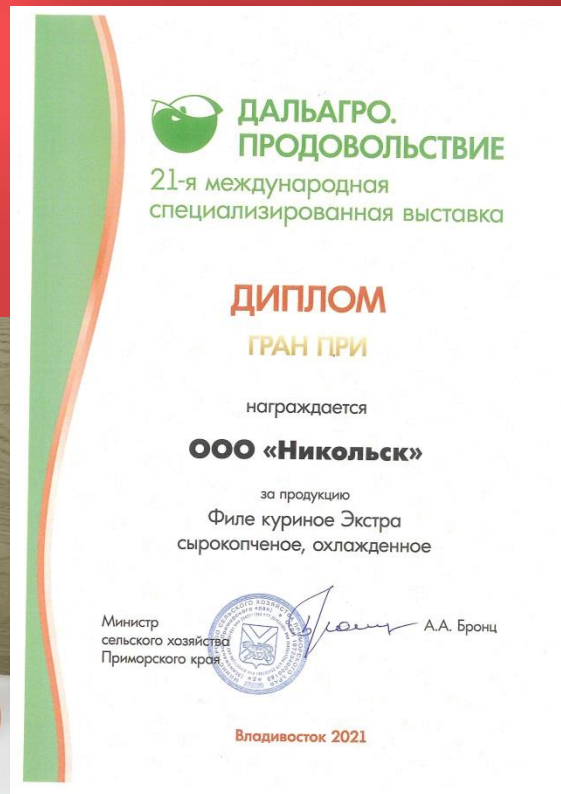 ДАЛЬАГРО.
ПРОДОВОЛЬСТВИЕ
21-я международная
специализированная выставка
ДИПЛОМ
ГРАН ПРИ
награждается
ООО «Никольск»
за продукцию
Филе куриное Экстра
сырокопченое, охлажденное
Министр
сельского хозяйства
Приморского края
А.А. Бронц
Владивосток 2021